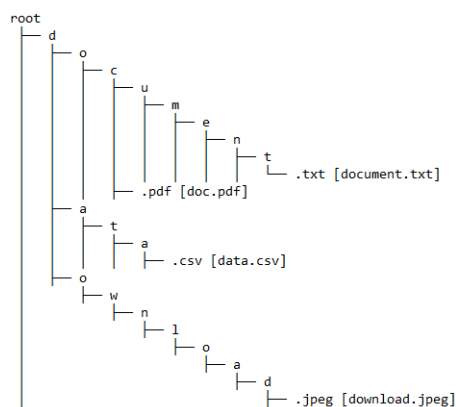 root
d
o
c
u
m
e
n
t
.txt [document.txt]
.pdf [doc.pdf]
a
t
a
.csv [data.csv]
o
w
n
l
o
a
d
.jpeg [download.jpeg]